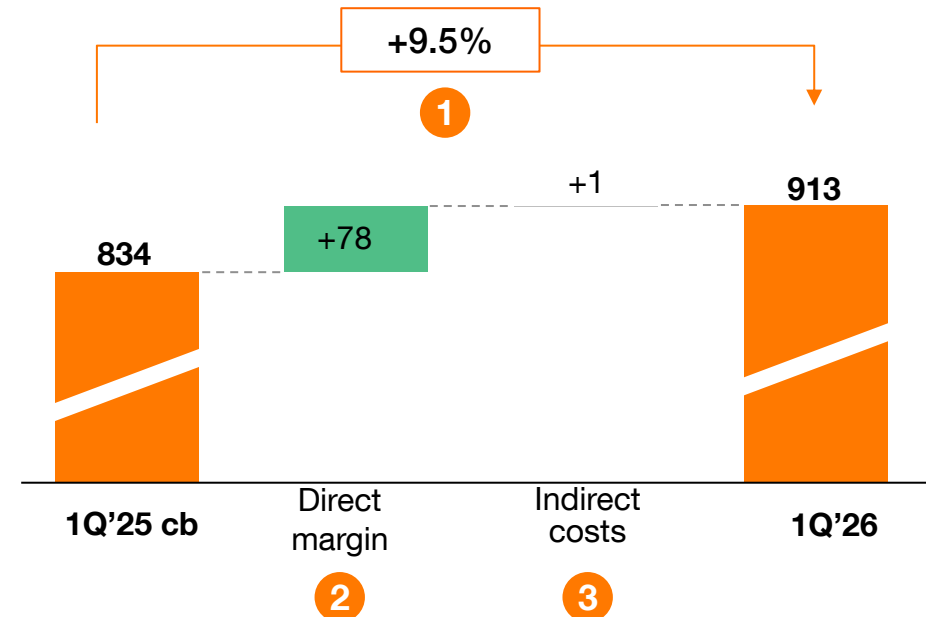 +9.5%
1
+1
913
+78
834
1Q’25 cb
Direct
margin
Indirect
costs
1Q’26
2
3